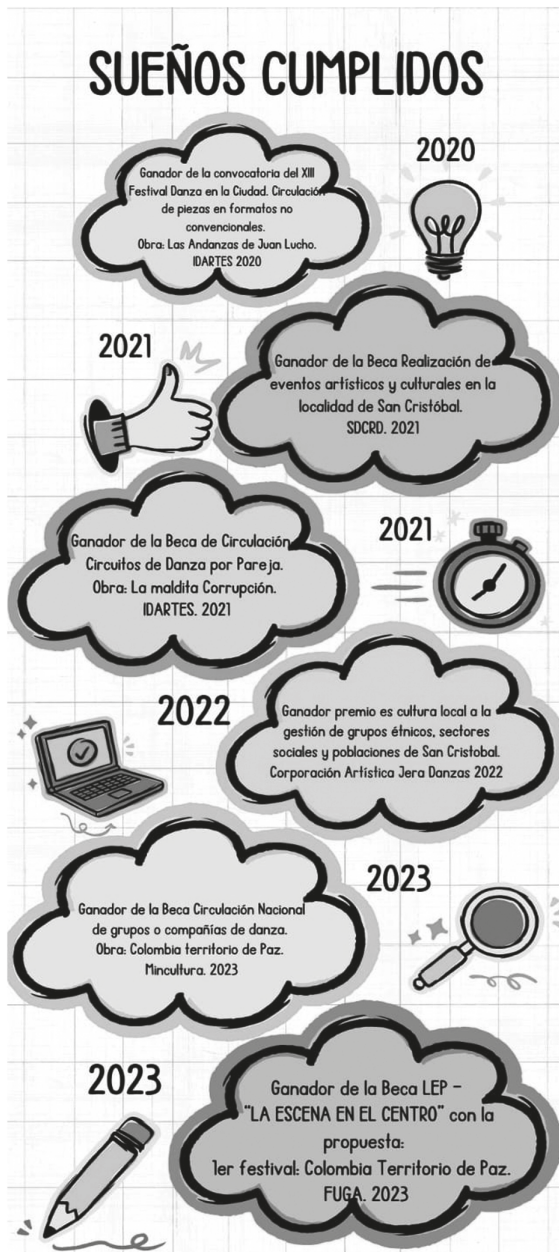 SUEÑOS CUMPLIDOS
2020
Ganador de la convocatoria del XIII
Festival Danza en la Ciudad. Circulación
de piezas en formatos no
convencionales.
Obra: Las Andanzas de Juan Lucho.
IDARTES 2020
2021
Ganador de la Beca Realización de
eventos artísticos y culturales en la
localidad de San Cristóbal.
SDCRD. 2021
Ganador de la Beca de Circulación
Circuitos de Danza por Pareja.
Obra: La maldita Corrupción.
IDARTES. 2021
2021
2022
Ganador premio es cultura local a la
gestión de grupos étnicos, sectores
sociales y poblaciones de San Cristobal.
Corporación Artística Jera Danzas 2022
2023
Ganador de la Beca Circulación Nacional
de grupos o compañías de danza.
Obra: Colombia territorio de Paz.
Mincultura. 2023
2023
Ganador de la Beca LEP –
"LA ESCENA EN EL CENTRO" con la
propuesta:
1er festival: Colombia Territorio de Paz.
FUGA. 2023